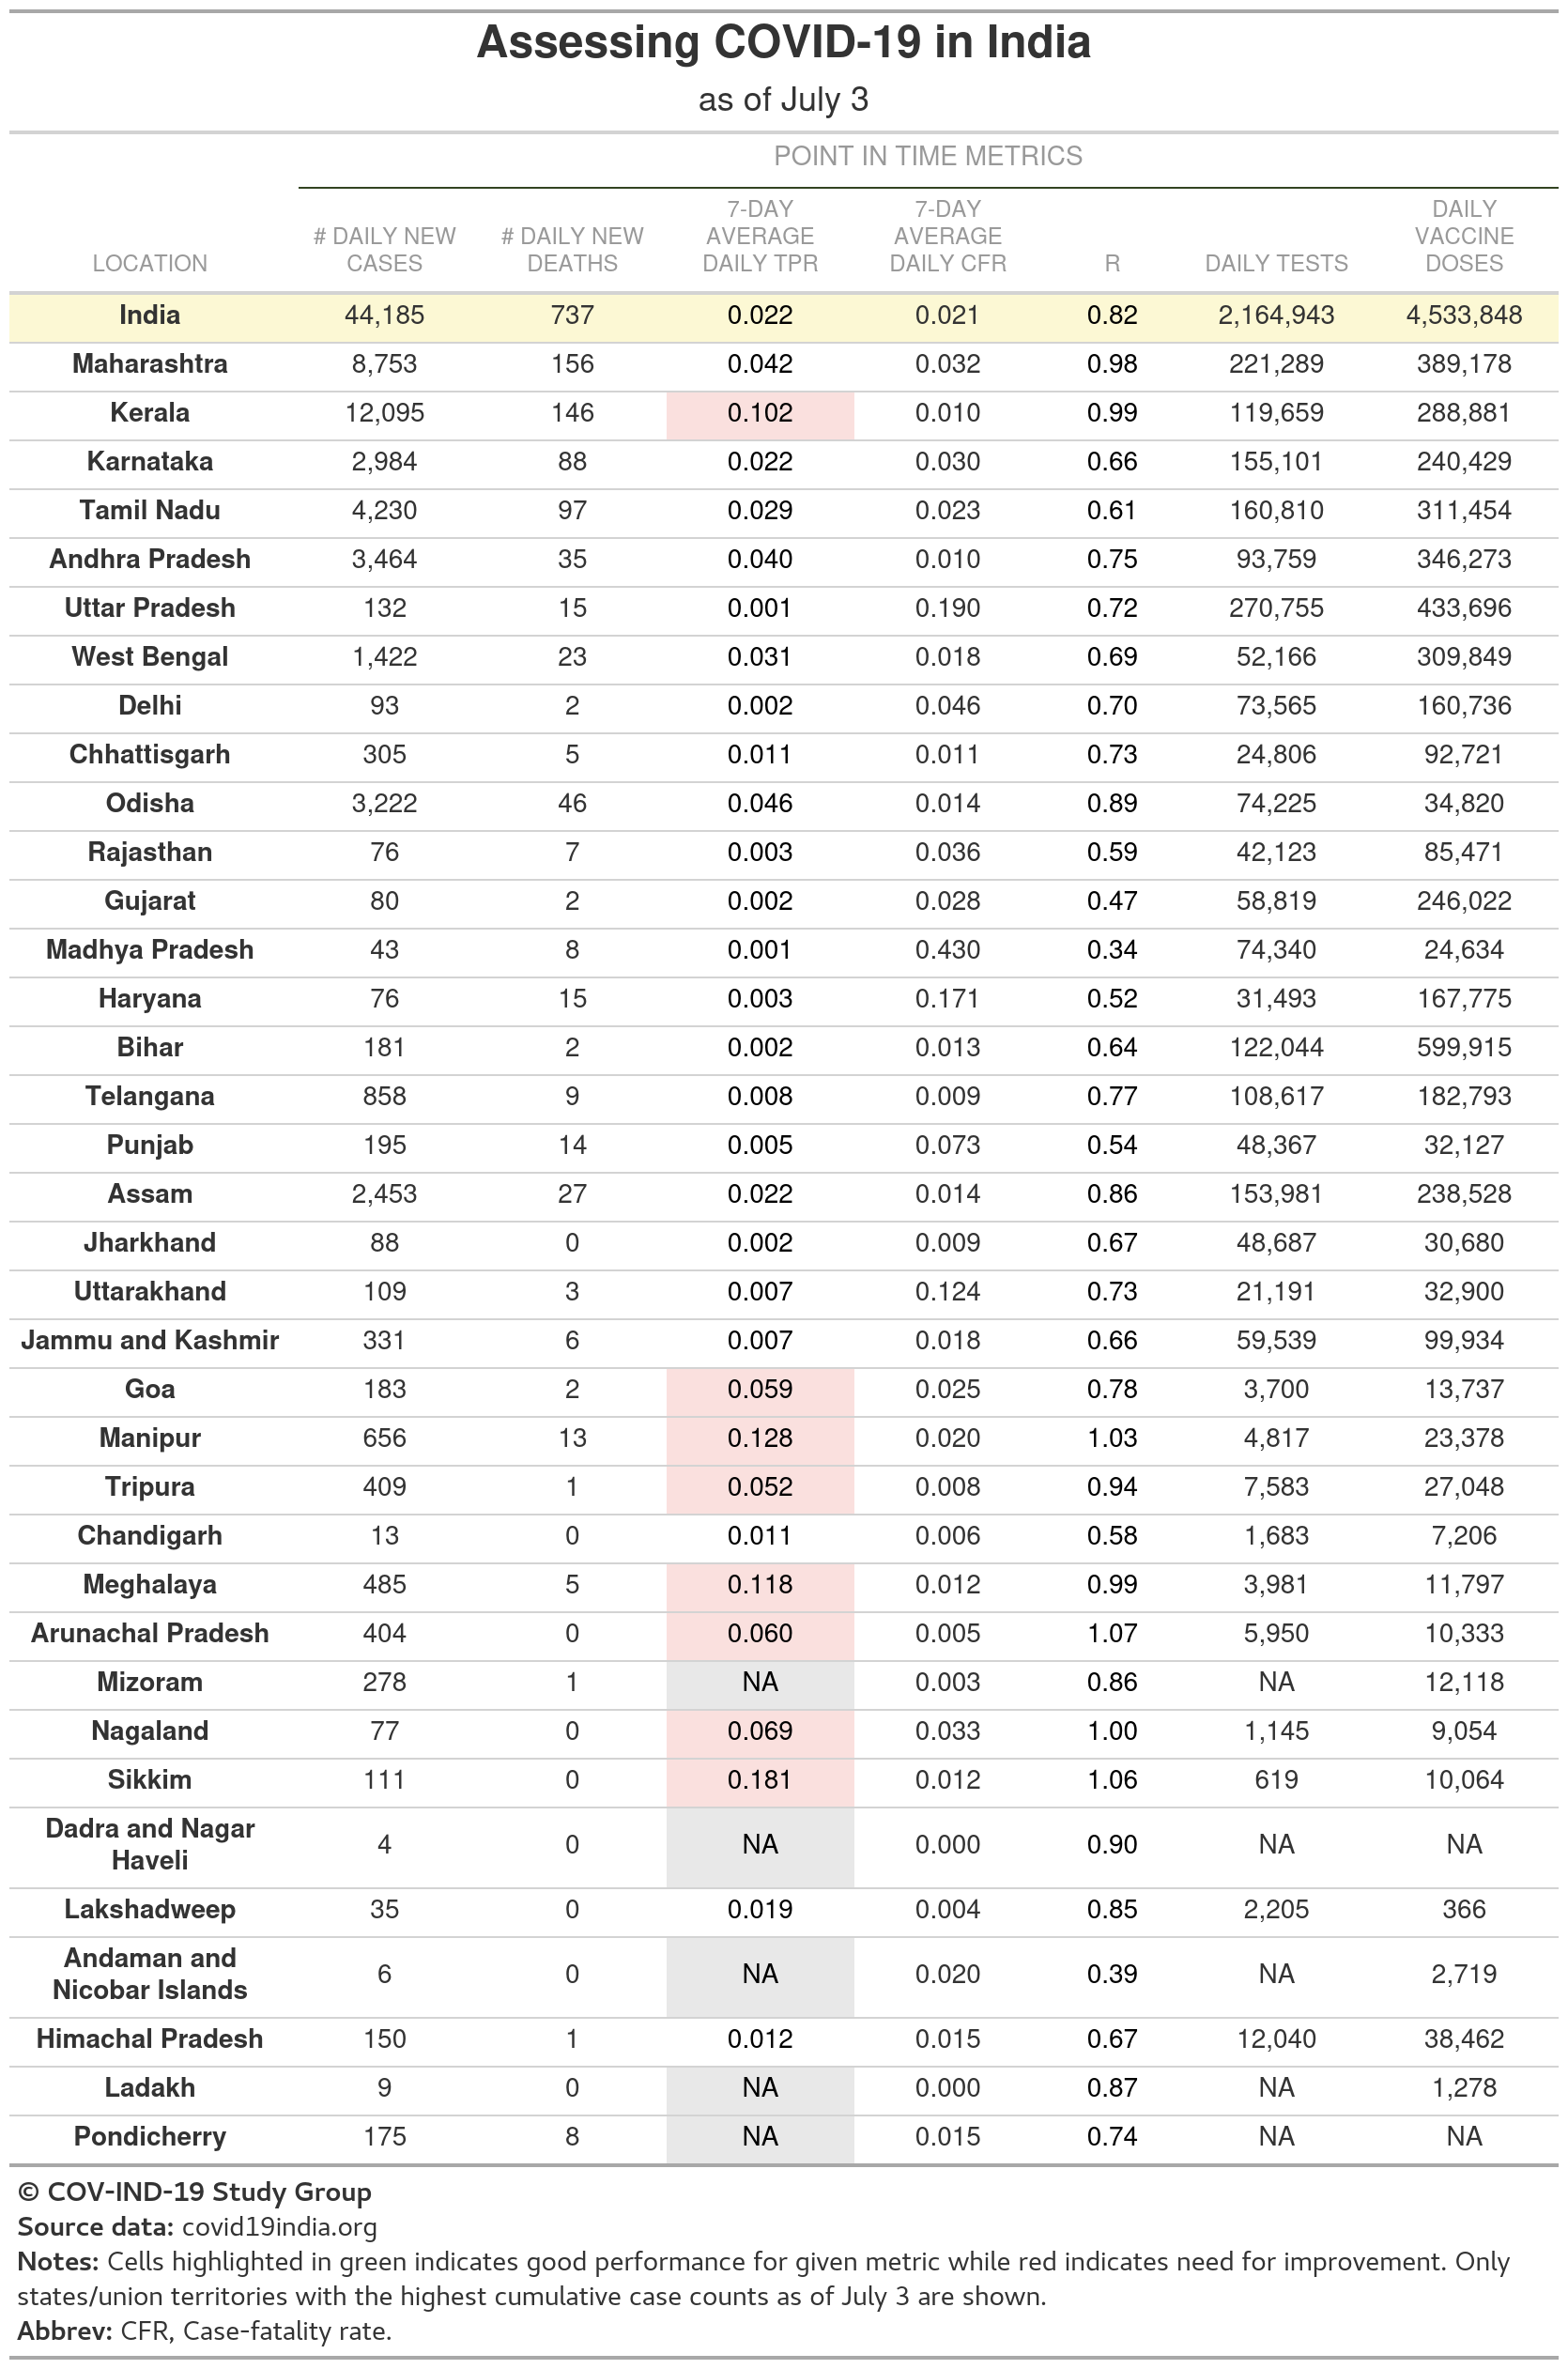 Assessing COVID-19 in India
as of July 3
POINT IN TIME METRICS
LOCATION # DAILY NEW CASES # DAILY NEW DEATHS 7-DAY AVERAGE DAILY TPR 7-DAY AVERAGE DAILY CFR R DAILY TESTS DAILY VACCINE DOSES
India 44,185 737 0.022 0.021 0.82 2,164,943 4,533,848
Maharashtra 8,753 156 0.042 0.032 0.98 221,289 389,178
Kerala 12,095 146 0.102 0.010 0.99 119,659 288,881
Karnataka 2,984 88 0.022 0.030 0.66 155,101 240,429
Tamil Nadu 4,230 97 0.029 0.023 0.61 160,810 311,454
Andhra Pradesh 3,464 35 0.040 0.010 0.75 93,759 346,273
Uttar Pradesh 132 15 0.001 0.190 0.72 270,755 433,696
West Bengal 1,422 23 0.031 0.018 0.69 52,166 309,849
Delhi 93 2 0.002 0.046 0.70 73,565 160,736
Chhattisgarh 305 5 0.011 0.011 0.73 24,806 92,721
Odisha 3,222 46 0.046 0.014 0.89 74,225 34,820
Rajasthan 76 7 0.003 0.036 0.59 42,123 85,471
Gujarat 80 2 0.002 0.028 0.47 58,819 246,022
Madhya Pradesh 43 8 0.001 0.430 0.34 74,340 24,634
Haryana 76 15 0.003 0.171 0.52 31,493 167,775
Bihar 181 2 0.002 0.013 0.64 122,044 599,915
Telangana 858 9 0.008 0.009 0.77 108,617 182,793
Punjab 195 14 0.005 0.073 0.54 48,367 32,127
Assam 2,453 27 0.022 0.014 0.86 153,981 238,528
Jharkhand 88 0 0.002 0.009 0.67 48,687 30,680
Uttarakhand 109 3 0.007 0.124 0.73 21,191 32,900
Jammu and Kashmir 331 6 0.007 0.018 0.66 59,539 99,934
Goa 183 2 0.059 0.025 0.78 3,700 13,737
Manipur 656 13 0.128 0.020 1.03 4,817 23,378
Tripura 409 1 0.052 0.008 0.94 7,583 27,048
Chandigarh 13 0 0.011 0.006 0.58 1,683 7,206
Meghalaya 485 5 0.118 0.012 0.99 3,981 11,797
Arunachal Pradesh 404 0 0.060 0.005 1.07 5,950 10,333
Mizoram 278 1 NA 0.003 0.86 NA 12,118
Nagaland 77 0 0.069 0.033 1.00 1,145 9,054
Sikkim 111 0 0.181 0.012 1.06 619 10,064
Dadra and Nagar Haveli 4 0 NA 0.000 0.90 NA NA
Lakshadweep 35 0 0.019 0.004 0.85 2,205 366
Andaman and Nicobar Islands 6 0 NA 0.020 0.39 NA 2,719
Himachal Pradesh 150 1 0.012 0.015 0.67 12,040 38,462
Ladakh 9 0 NA 0.000 0.87 NA 1,278
Pondicherry 175 8 NA 0.015 0.74 NA NA
© COV-IND-19 Study Group
Source data: covid19india.org
Notes: Cells highlighted in green indicates good performance for given metric while red indicates need for improvement. Only
states/union territories with the highest cumulative case counts as of July 3 are shown.
Abbrev: CFR, Case-fatality rate.